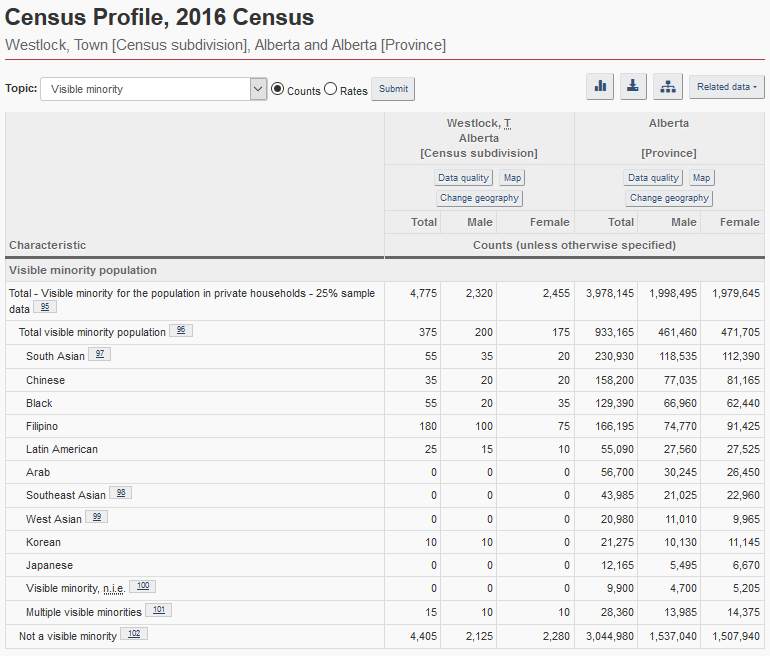 Census Profile, 2016 Census
Westlock, Town [Census subdivision], Alberta and Alberta [Province]
Topic: Visible minority Counts Rates Submit Related data
Westlock, T Alberta
Alberta
[Census subdivision] [Province]
Data quality Map Data quality Map
Change geography Change geography
Total Male Female Total Male Female
Characteristic Counts (unless otherwise specified)
Visible minority population
Total - Visible minority for the population in private households - 25% sample 4,775 2,320 2,455 3,978,145 1,998,495 1,979,645
data 95
Total visible minority population 96 375 200 175 933,165 461,460 471,705
South Asian 97 55 35 20 230,930 118,535 112,390
Chinese 35 20 20 158,200 77,035 81,165
Black 55 20 35 129,390 66,960 62,440
Filipino 180 100 75 166,195 74,770 91,425
Latin American 25 15 10 55,090 27,560 27,525
Arab 0 0 0 56,700 30,245 26,450
Southeast Asian 98 0 0 0 43,985 21,025 22,960
West Asian 99 0 0 0 20,980 11,010 9,965
Korean 10 10 0 21,275 10,130 11,145
Japanese 0 0 0 12,165 5,495 6,670
Visible minority, n.i.e. 100 0 0 0 9,900 4,700 5,205
Multiple visible minorities 101 15 10 10 28,360 13,985 14,375
Not a visible minority 102 4,405 2,125 2,280 3,044,980 1,537,040 1,507,940